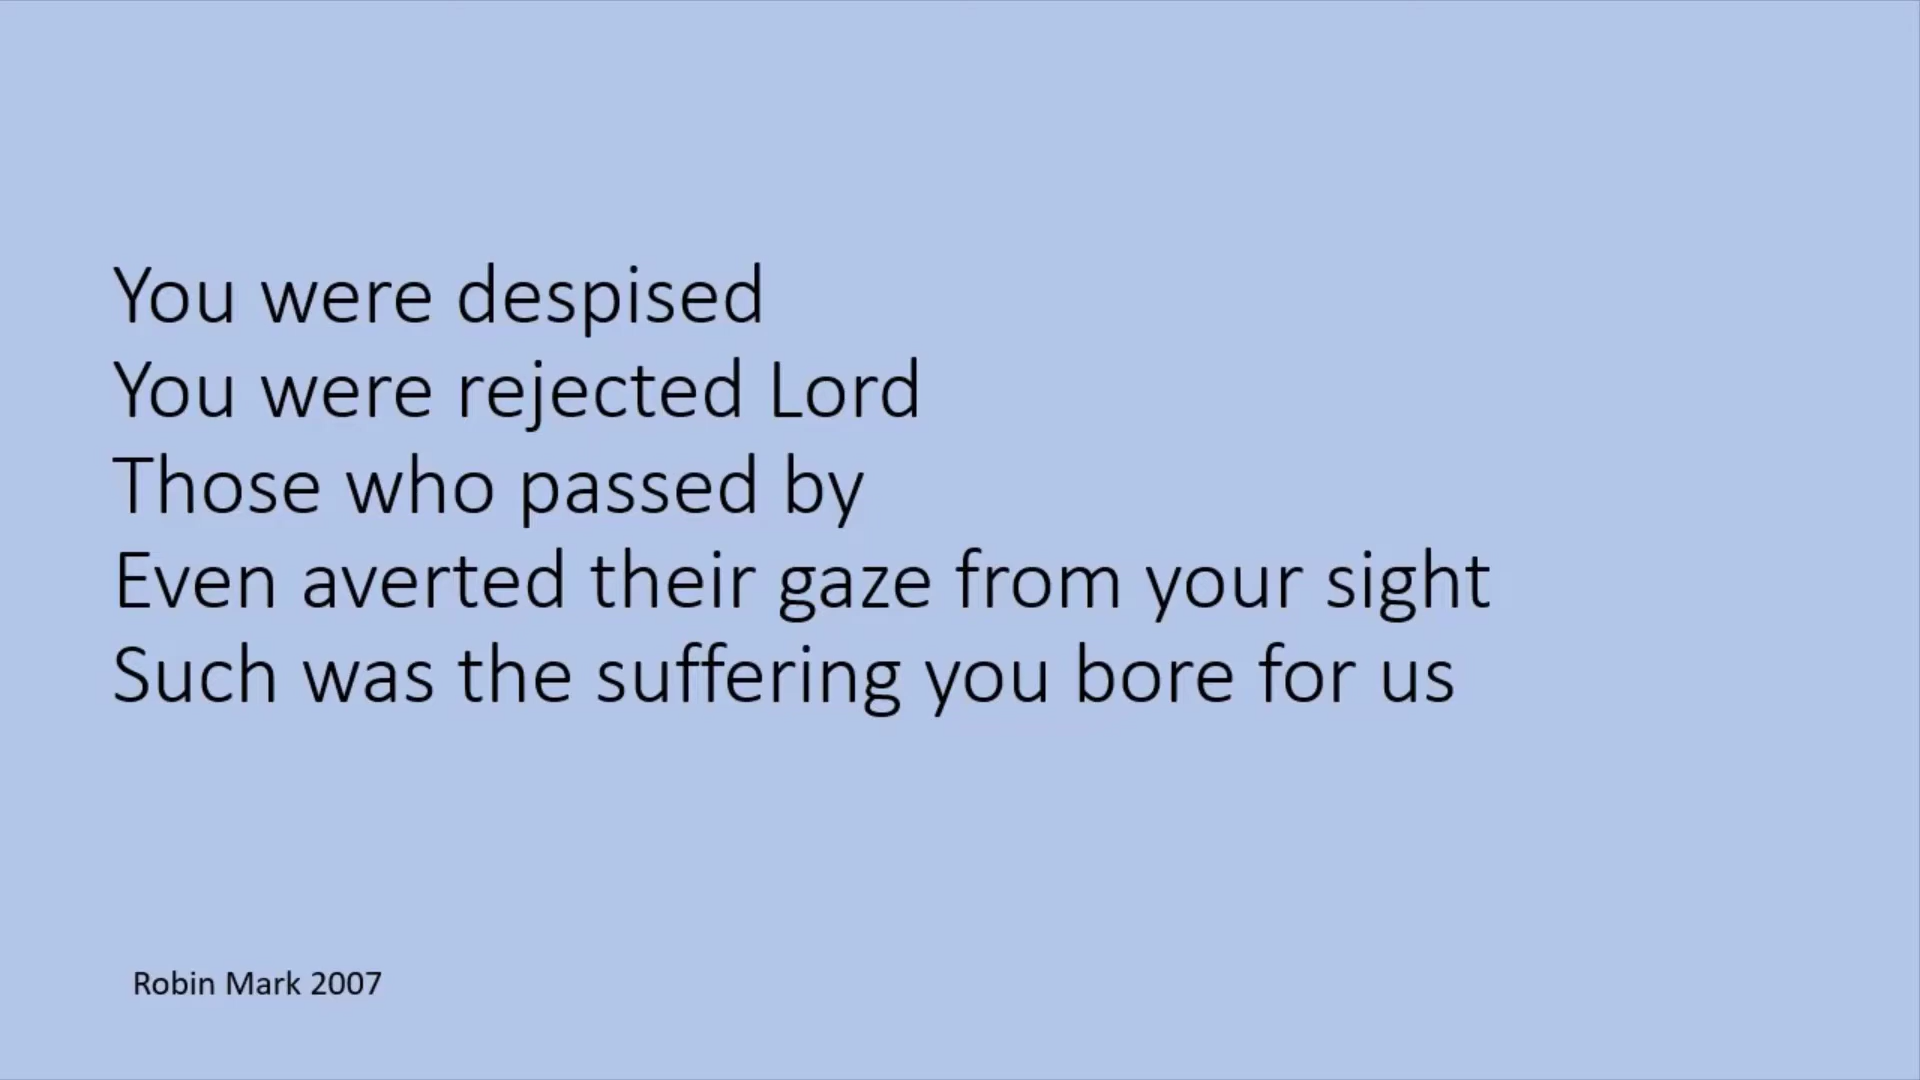 You were despised
You were rejected Lord
Those who passed by
Even averted their gaze from your sight
Such was the suffering you bore for us
Robin Mark 2007